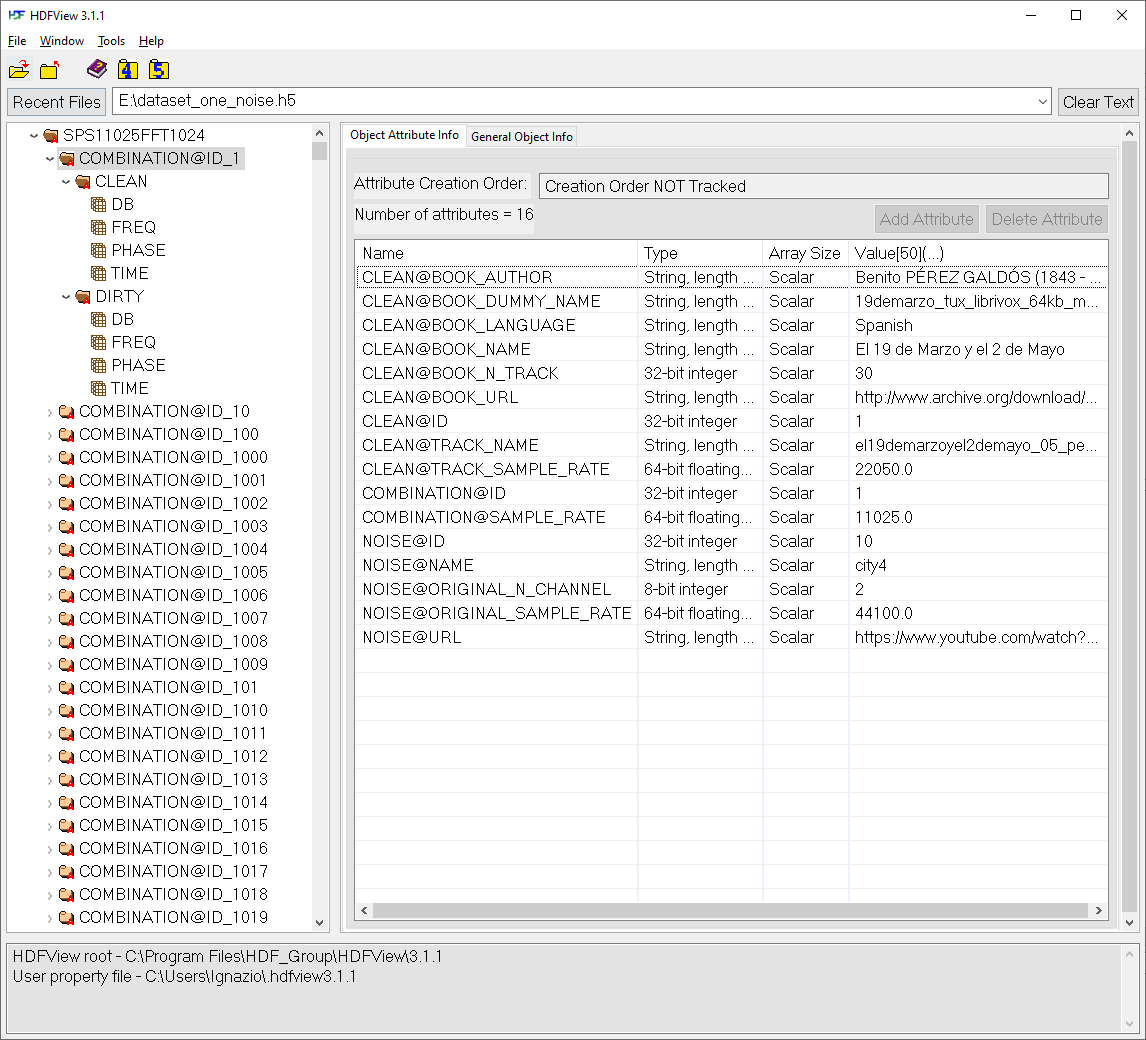 HDF HDFView 3.1.1
File Window Tools Help
4 5
Recent Files E:\dataset_one_noise.h5 Clear Text
SPS11025FFT1024
COMBINATION@ID_1
CLEAN
DB
FREQ
PHASE
TIME
DIRTY
DB
FREQ
PHASE
TIME
COMBINATION@ID_10
COMBINATION@ID_100
COMBINATION@ID_1000
COMBINATION@ID_1001
COMBINATION@ID_1002
COMBINATION@ID_1003
COMBINATION@ID_1004
COMBINATION@ID_1005
COMBINATION@ID_1006
COMBINATION@ID_1007
COMBINATION@ID_1008
COMBINATION@ID_1009
COMBINATION@ID_101
COMBINATION@ID_1010
COMBINATION@ID_1011
COMBINATION@ID_1012
COMBINATION@ID_1013
COMBINATION@ID_1014
COMBINATION@ID_1015
COMBINATION@ID_1016
COMBINATION@ID_1017
COMBINATION@ID_1018
COMBINATION@ID_1019
Object Attribute Info General Object Info
Attribute Creation Order: Creation Order NOT Tracked
Number of attributes = 16 Add Attribute Delete Attribute
Name Type Array Size Value[50](...)
CLEAN@BOOK_AUTHOR String, length ... Scalar Benito PÉREZ GALDÓS (1843 - ...
CLEAN@BOOK_DUMMY_NAME String, length ... Scalar 19demarzo_tux_librivox_64kb_m...
CLEAN@BOOK_LANGUAGE String, length ... Scalar Spanish
CLEAN@BOOK_NAME String, length ... Scalar El 19 de Marzo y el 2 de Mayo
CLEAN@BOOK_N_TRACK 32-bit integer Scalar 30
CLEAN@BOOK_URL String, length ... Scalar http://www.archive.org/download/...
CLEAN@ID 32-bit integer Scalar 1
CLEAN@TRACK_NAME String, length ... Scalar el19demarzoyel2demayo_05_pe...
CLEAN@TRACK_SAMPLE_RATE 64-bit floating... Scalar 22050.0
COMBINATION@ID 32-bit integer Scalar 1
COMBINATION@SAMPLE_RATE 64-bit floating... Scalar 11025.0
NOISE@ID 32-bit integer Scalar 10
NOISE@NAME String, length ... Scalar city4
NOISE@ORIGINAL_N_CHANNEL 8-bit integer Scalar 2
NOISE@ORIGINAL_SAMPLE_RATE 64-bit floating... Scalar 44100.0
NOISE@URL String, length ... Scalar https://www.youtube.com/watch?...
HDFView root - C:\Program Files\HDF_Group\HDFView\3.1.1
User property file - C:\Users\Ignazio\.hdfview3.1.1